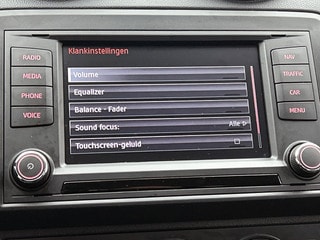 Klankinstellingen
RADIO
MEDIA
PHONE
VOICE
Volume
Equalizer
Balance - Fader
Sound focus: Alle
Touchscreen-geluid
NAV
TRAFFIC
CAR
MENU